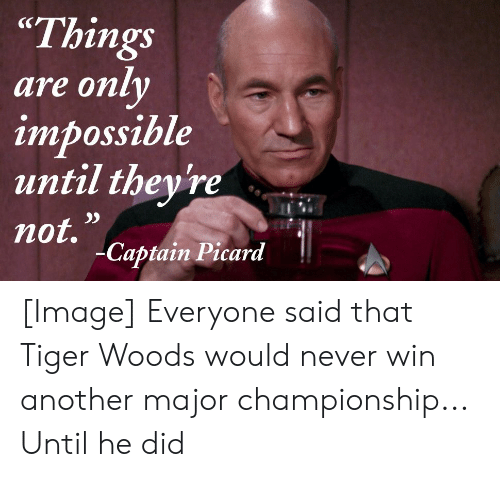 “Things
are only
impossible
until they're
not.”
-Captain Picard
[Image] Everyone said that
Tiger Woods would never win
another major championship...
Until he did